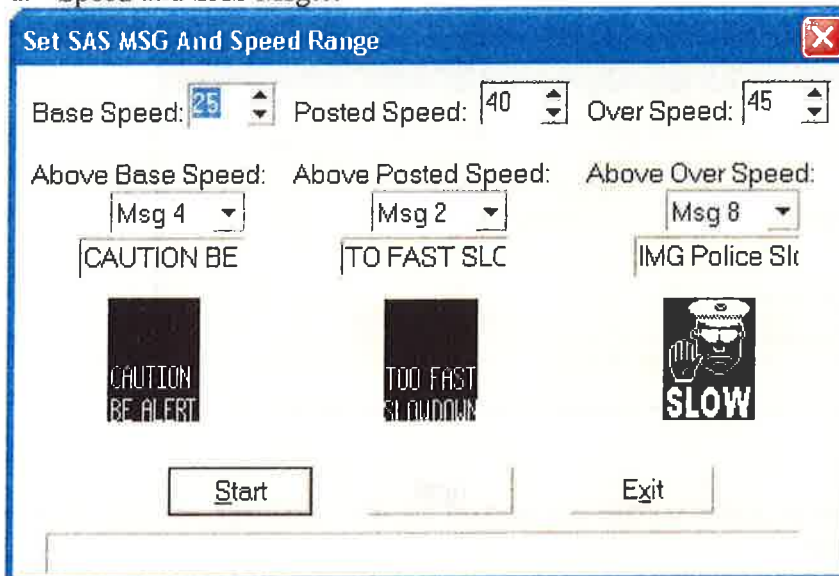 Set SAS MSG And Speed Range
Base Speed: 25 Posted Speed: 40 Over Speed: 45
Above Base Speed: Above Posted Speed: Above Over Speed:
Msg 4 Msg 2 Msg 8
CAUTION BE TO FAST SLC IMG Police Slo
CAUTION TOO FAST
BE ALERT SLOWDOWN SLOW
Start Exit